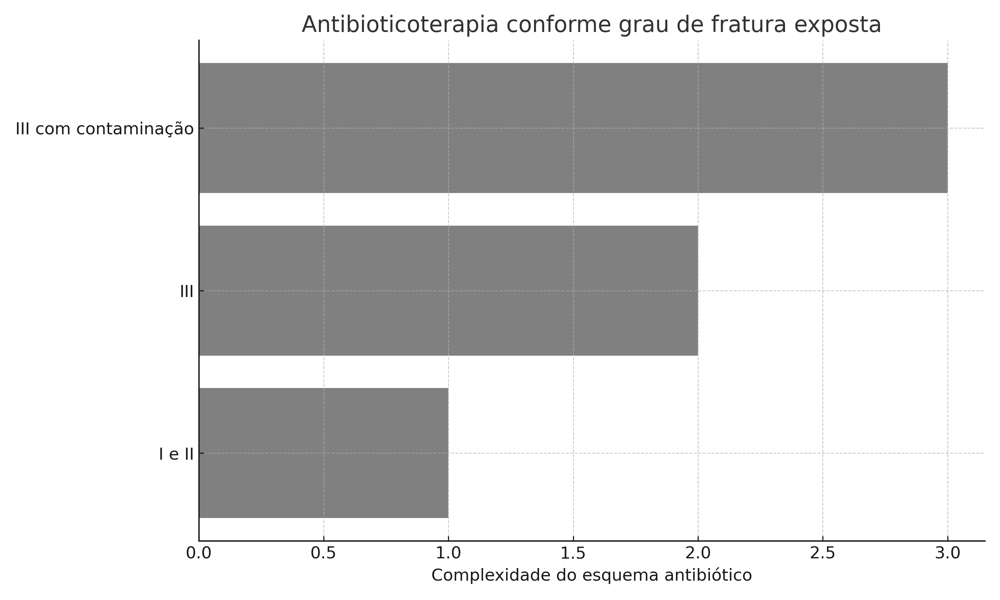 Antibioticoterapia conforme grau de fratura exposta
III com contaminação
III
I e II
0.0 0.5 1.0 1.5 2.0 2.5 3.0
Complexidade do esquema antibiótico